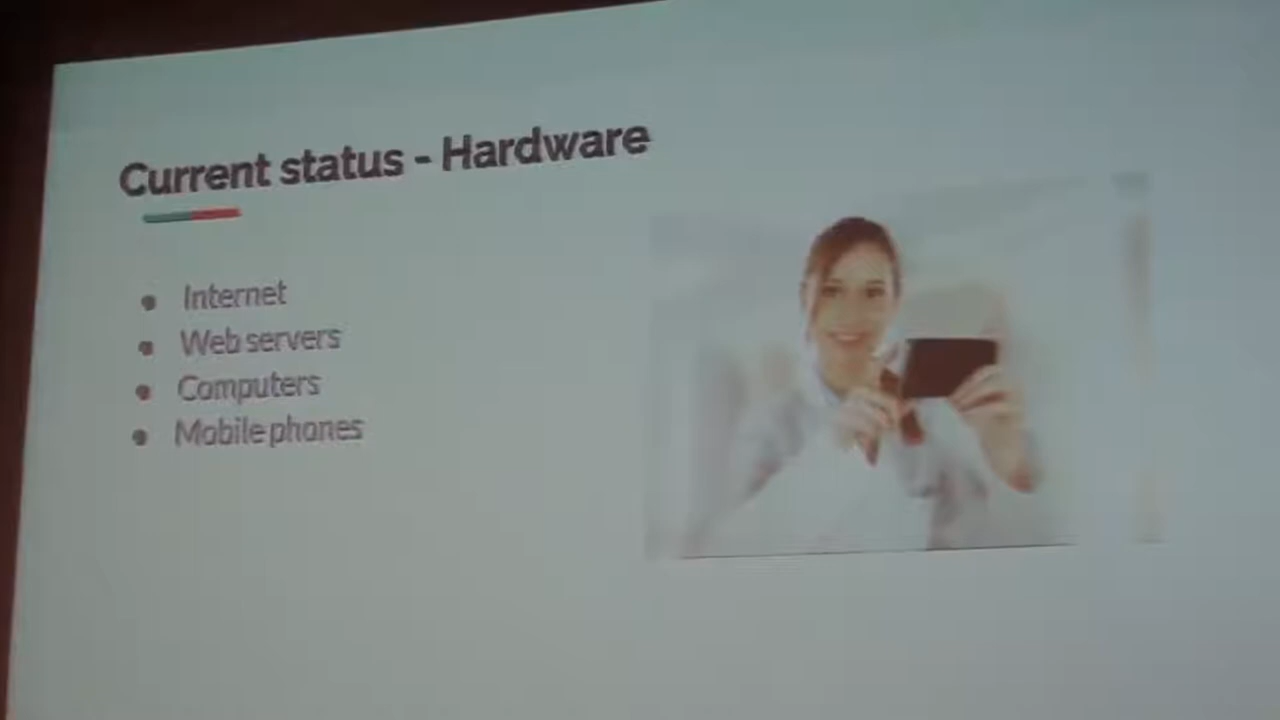 Current status - Hardware
Internet
Web servers
Computers
Mobile phones